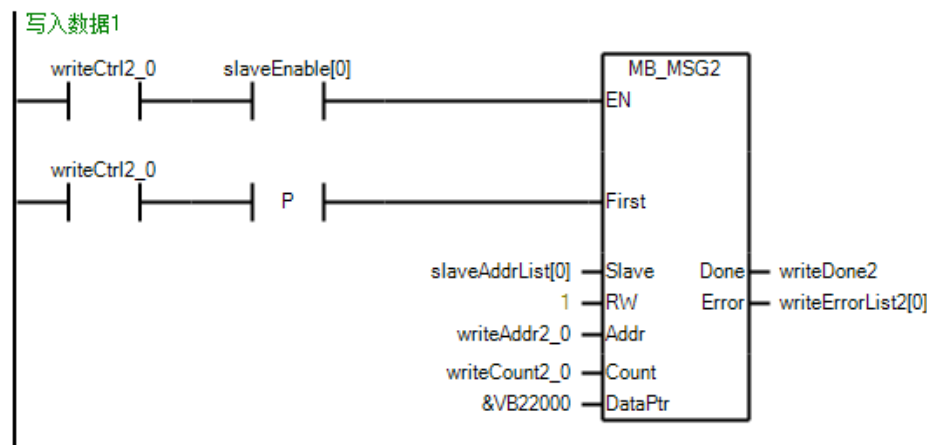 写入数据1
writeCtrl2_0 slaveEnable[0] MB_MSG2
EN
writeCtrl2_0
P First
slaveAddrList[0] Slave Done writeDone2
1 RW Error writeErrorList2[0]
writeAddr2_0 Addr
writeCount2_0 Count
&VB22000 DataPtr